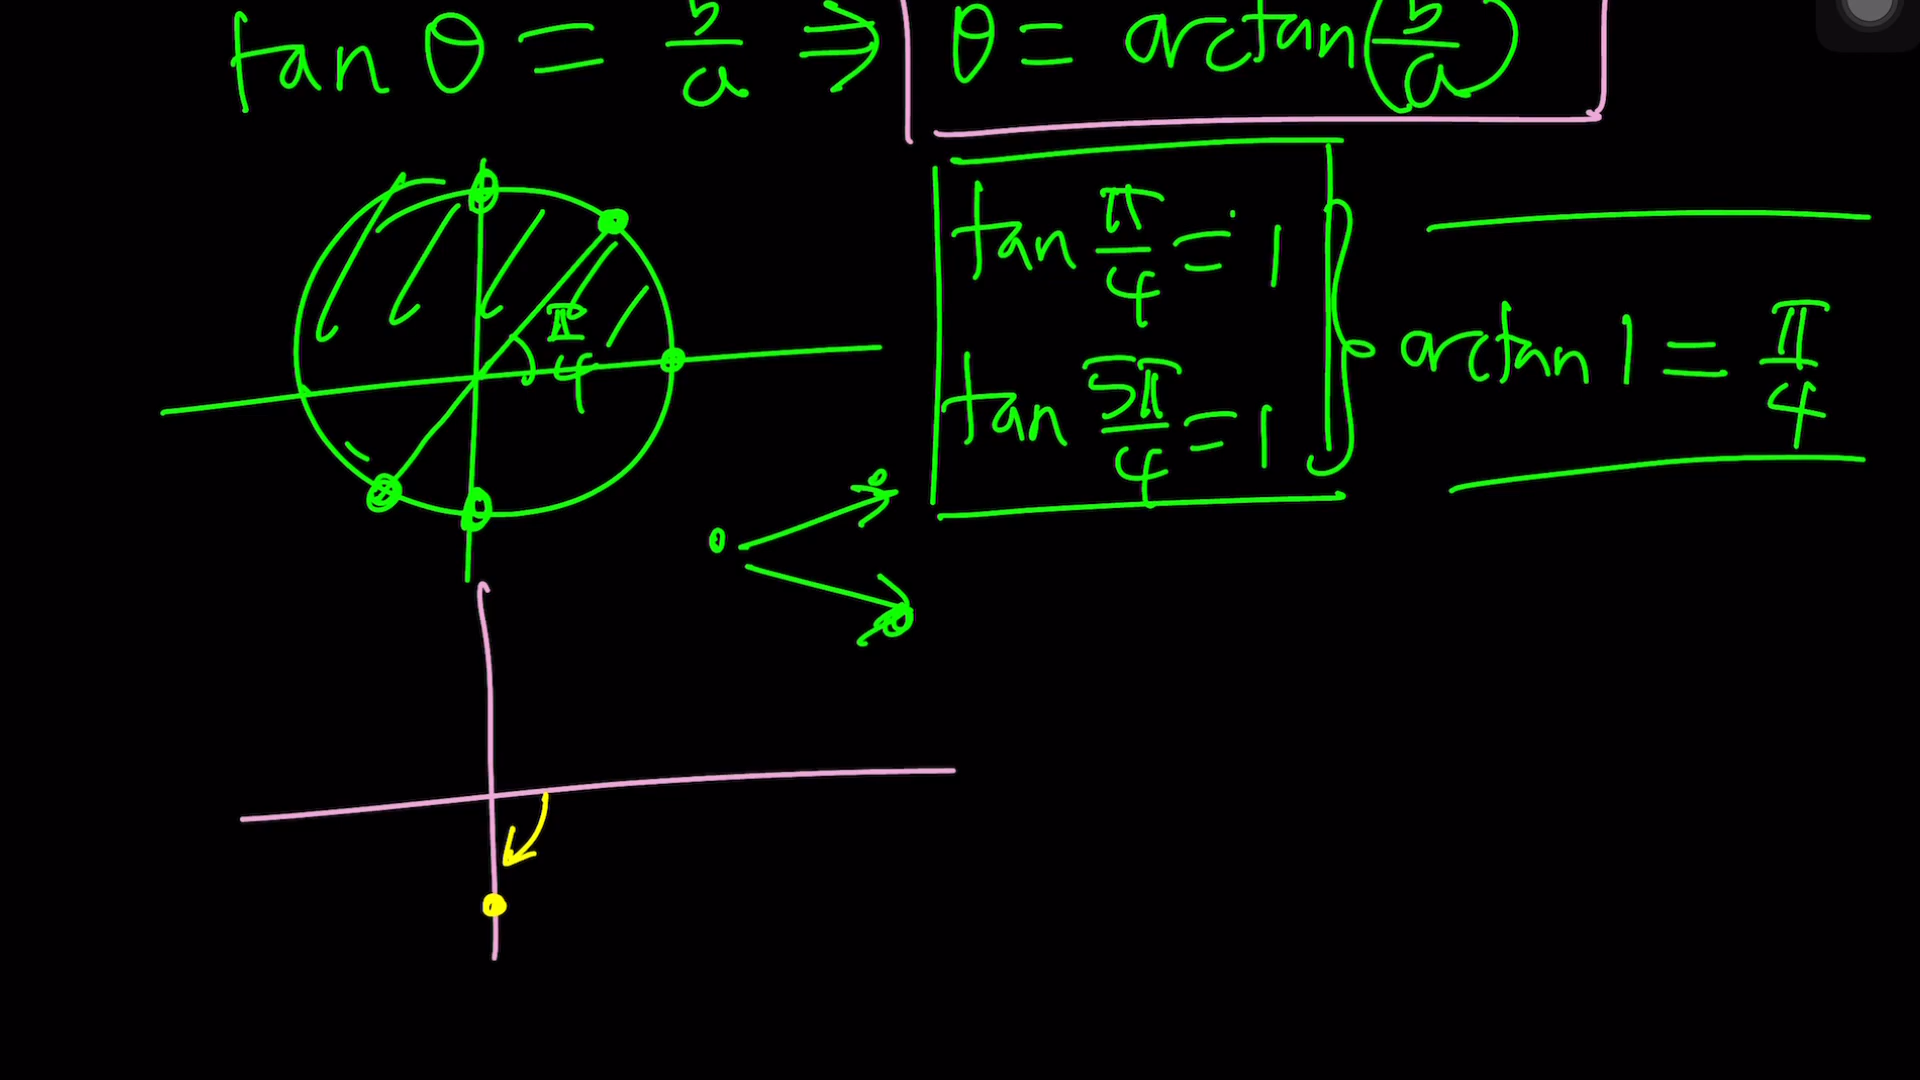 tan θ = b/a ⇒ θ = arctan(b/a)
tan π/4 = 1
tan 5π/4 = 1
arctan 1 = π/4
π/4